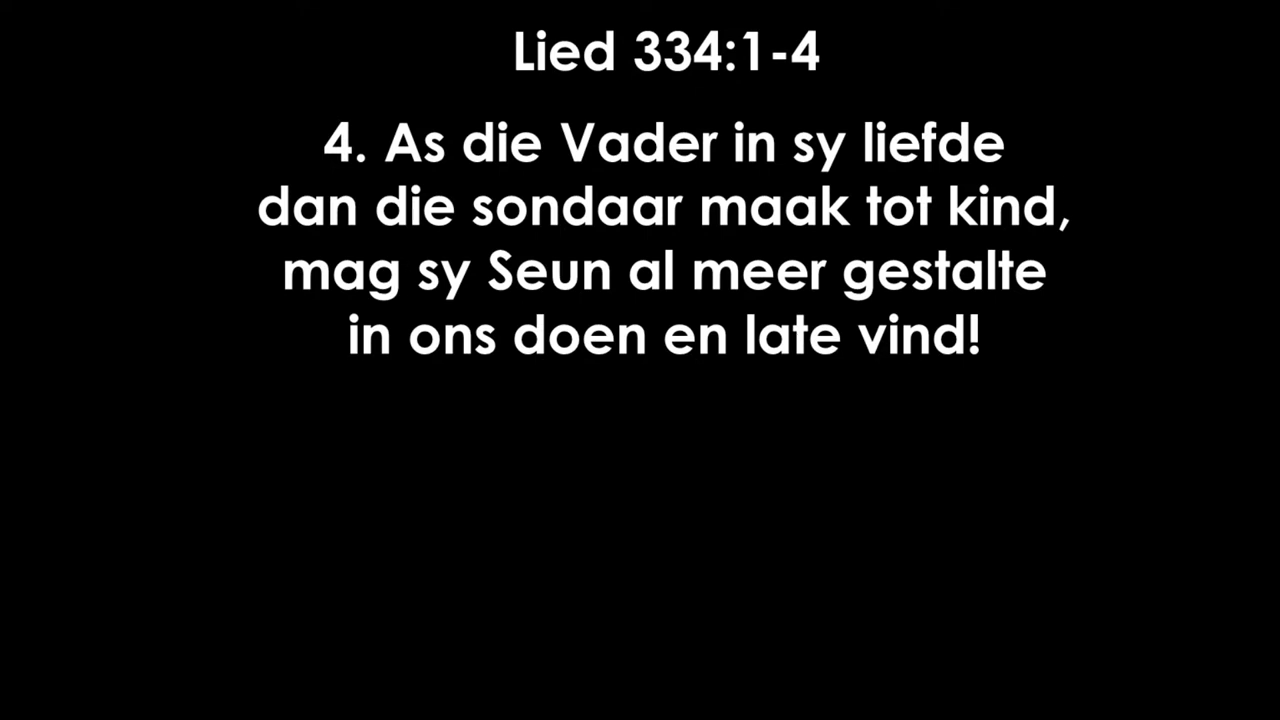 Lied 334:1-4
4. As die Vader in sy liefde
dan die sondaar maak tot kind,
mag sy Seun al meer gestalte
in ons doen en late vind!